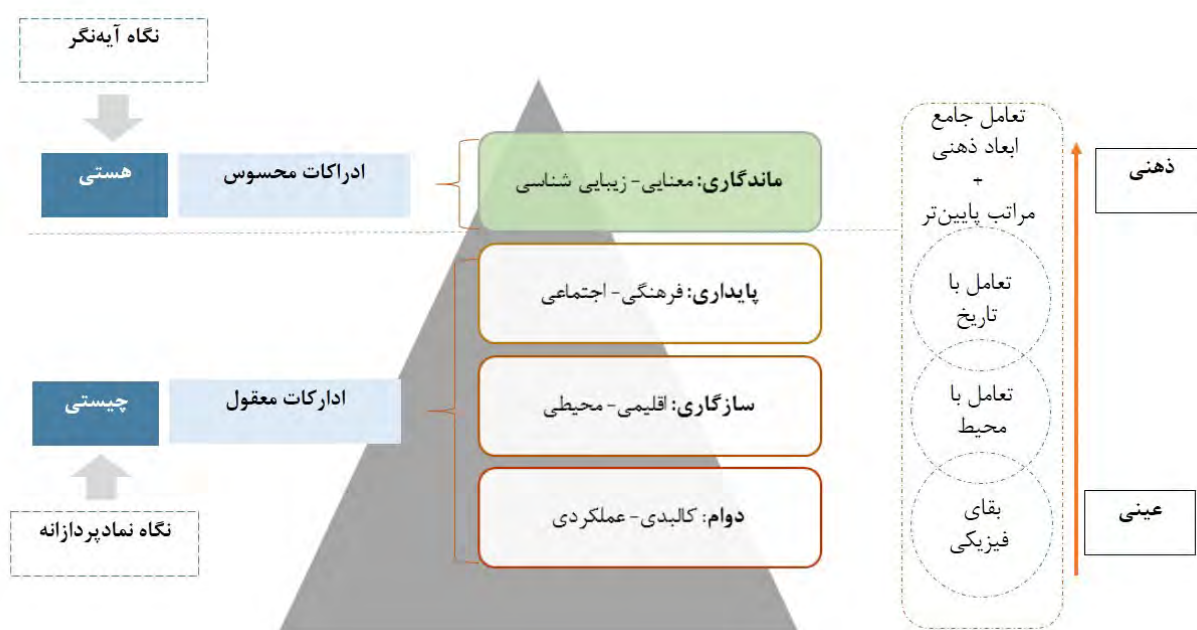 نگاه آیه‌نگر
هستی
ادراکات محسوس
ماندگاری: معنایی- زیبایی شناسی
تعامل جامع
ابعاد ذهنی
+
مراتب پایین‌تر
ذهنی
پایداری: فرهنگی- اجتماعی
تعامل با
تاریخ
چیستی
ادارکات معقول
سازگاری: اقلیمی- محیطی
تعامل با
محیط
نگاه نمادپردازانه
دوام: کالبدی- عملکردی
بقای
فیزیکی
عینی